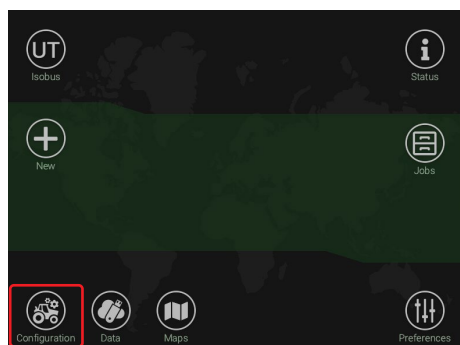 UT
Isobus
Status
New
Jobs
Configuration
Data
Maps
Preferences